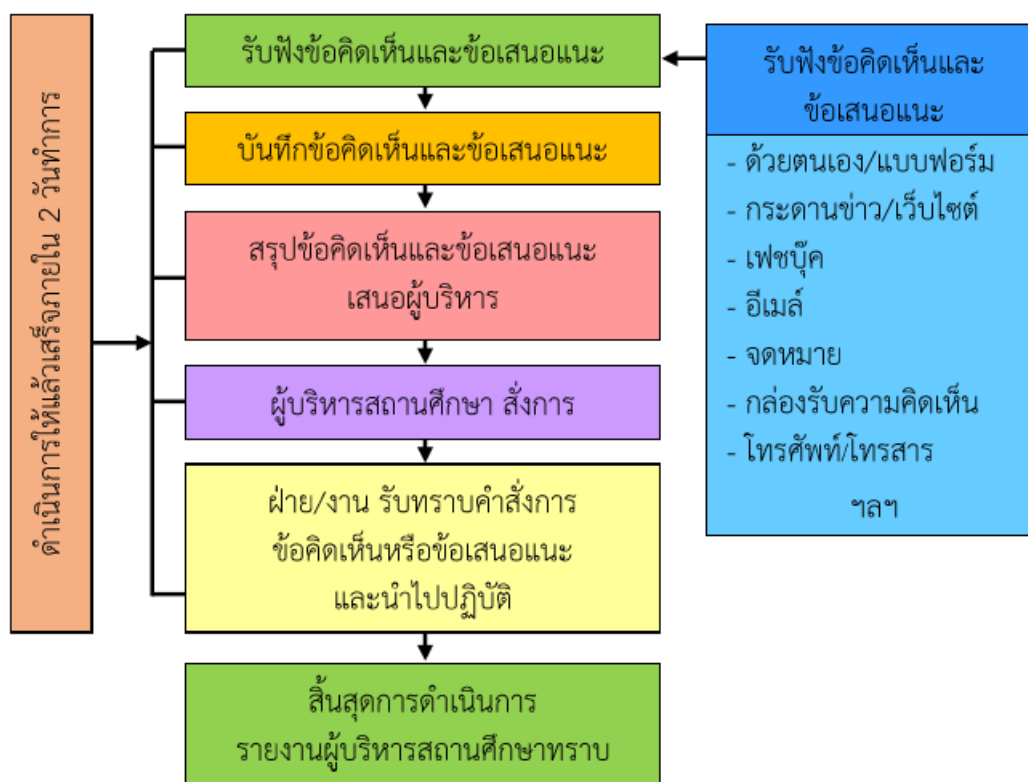 ดำเนินการให้แล้วเสร็จภายใน 2 วันทำการ
รับฟังข้อคิดเห็นและข้อเสนอแนะ
บันทึกข้อคิดเห็นและข้อเสนอแนะ
สรุปข้อคิดเห็นและข้อเสนอแนะ
เสนอผู้บริหาร
ผู้บริหารสถานศึกษา สั่งการ
ฝ่าย/งาน รับทราบคำสั่งการ
ข้อคิดเห็นหรือข้อเสนอแนะ
และนำไปปฏิบัติ
สิ้นสุดการดำเนินการ
รายงานผู้บริหารสถานศึกษาทราบ
รับฟังข้อคิดเห็นและ
ข้อเสนอแนะ
- ด้วยตนเอง/แบบฟอร์ม
- กระดานข่าว/เว็บไซต์
- เฟซบุ๊ค
- อีเมล์
- จดหมาย
- กล่องรับความคิดเห็น
- โทรศัพท์/โทรสาร
ฯลฯ